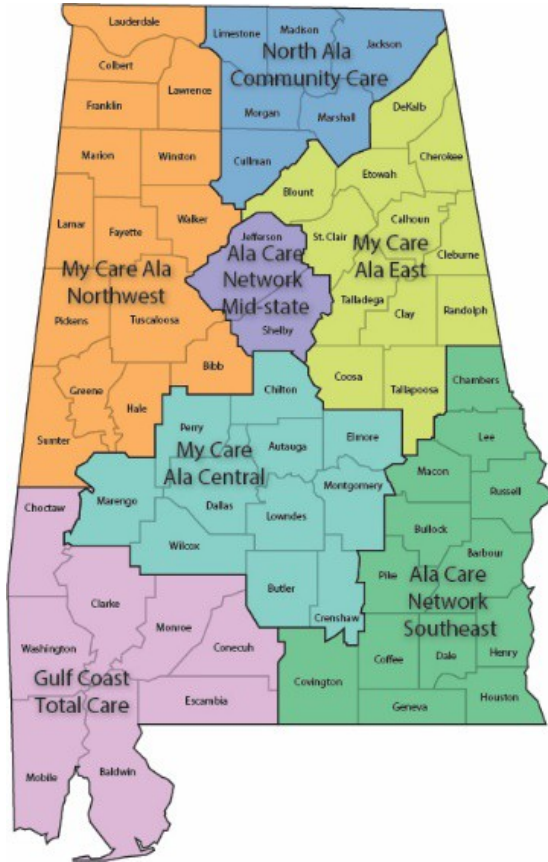 Lauderdale
Limestone
Madison
Jackson
North Ala
Community Care
Colbert
Lawrence
Franklin
Morgan
Marshall
DeKalb
Marion
Winston
Cullman
Cherokee
Blount
Etowah
Lamar
Fayette
Walker
Jefferson
St. Clair
Calhoun
My Care Ala
Northwest
Ala Care
Network
Mid-state
My Care
Ala East
Cleburne
Pickens
Tuscaloosa
Shelby
Talladega
Clay
Randolph
Bibb
Coosa
Tallapoosa
Chambers
Greene
Hale
Chilton
Sumter
Perry
Autauga
Elmore
Lee
My Care
Ala Central
Macon
Choctaw
Marengo
Dallas
Lowndes
Montgomery
Russell
Bullock
Wilcox
Barbour
Butler
Pike
Clarke
Crenshaw
Ala Care
Network
Southeast
Washington
Monroe
Conecuh
Coffee
Dale
Henry
Gulf Coast
Total Care
Covington
Escambia
Geneva
Houston
Mobile
Baldwin